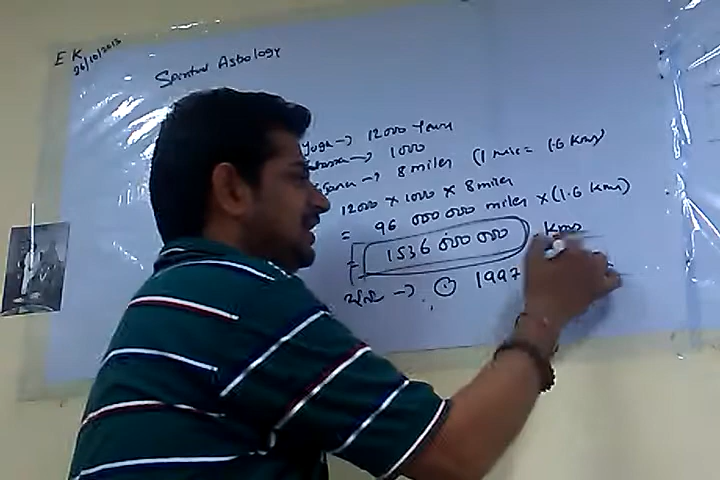 E K
26/10/2013
Spiritual Astrology
Yuga → 12000 Years
→ 1000
→ 8 miles (1 mile = 1.6 Kms)
12000 × 1000 × 8 miles
= 96 000 000 miles × (1.6 Kms)
1536 000 000 Kms
→ ① 1997